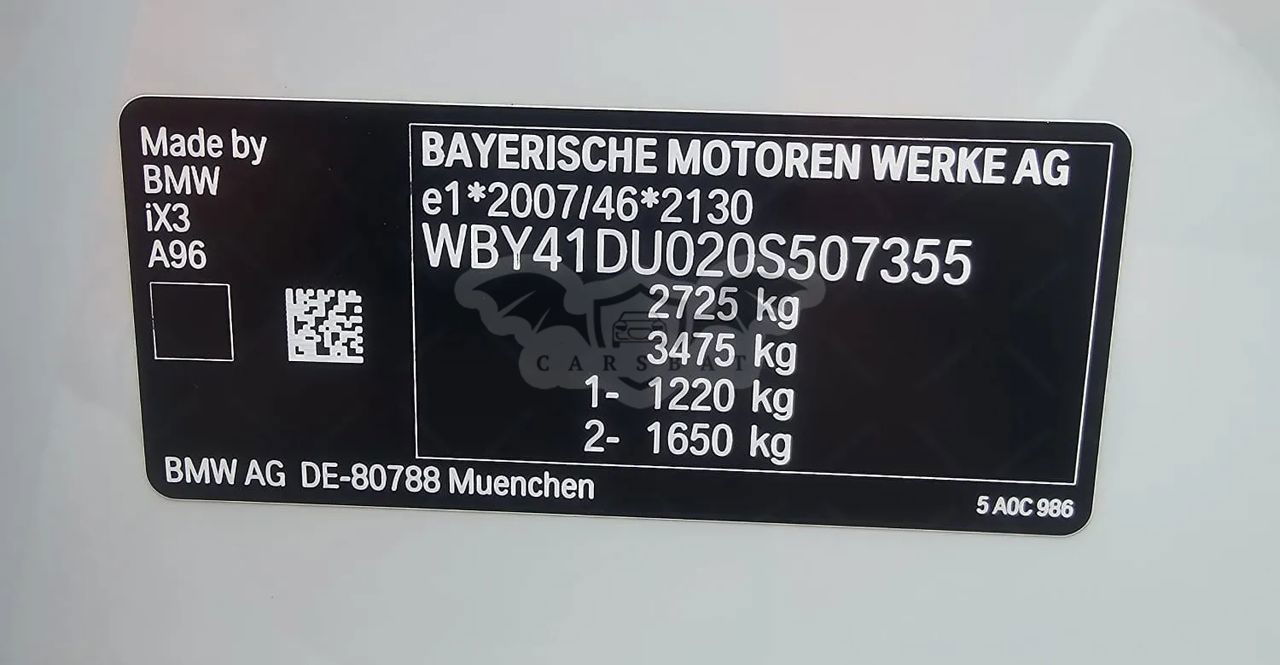 Made by
BMW
iX3
A96
BAYERISCHE MOTOREN WERKE AG
e1*2007/46*2130
WBY41DU020S507355
2725 kg
3475 kg
1- 1220 kg
2- 1650 kg
CARSBAT
BMW AG DE-80788 Muenchen
5 A0C 986